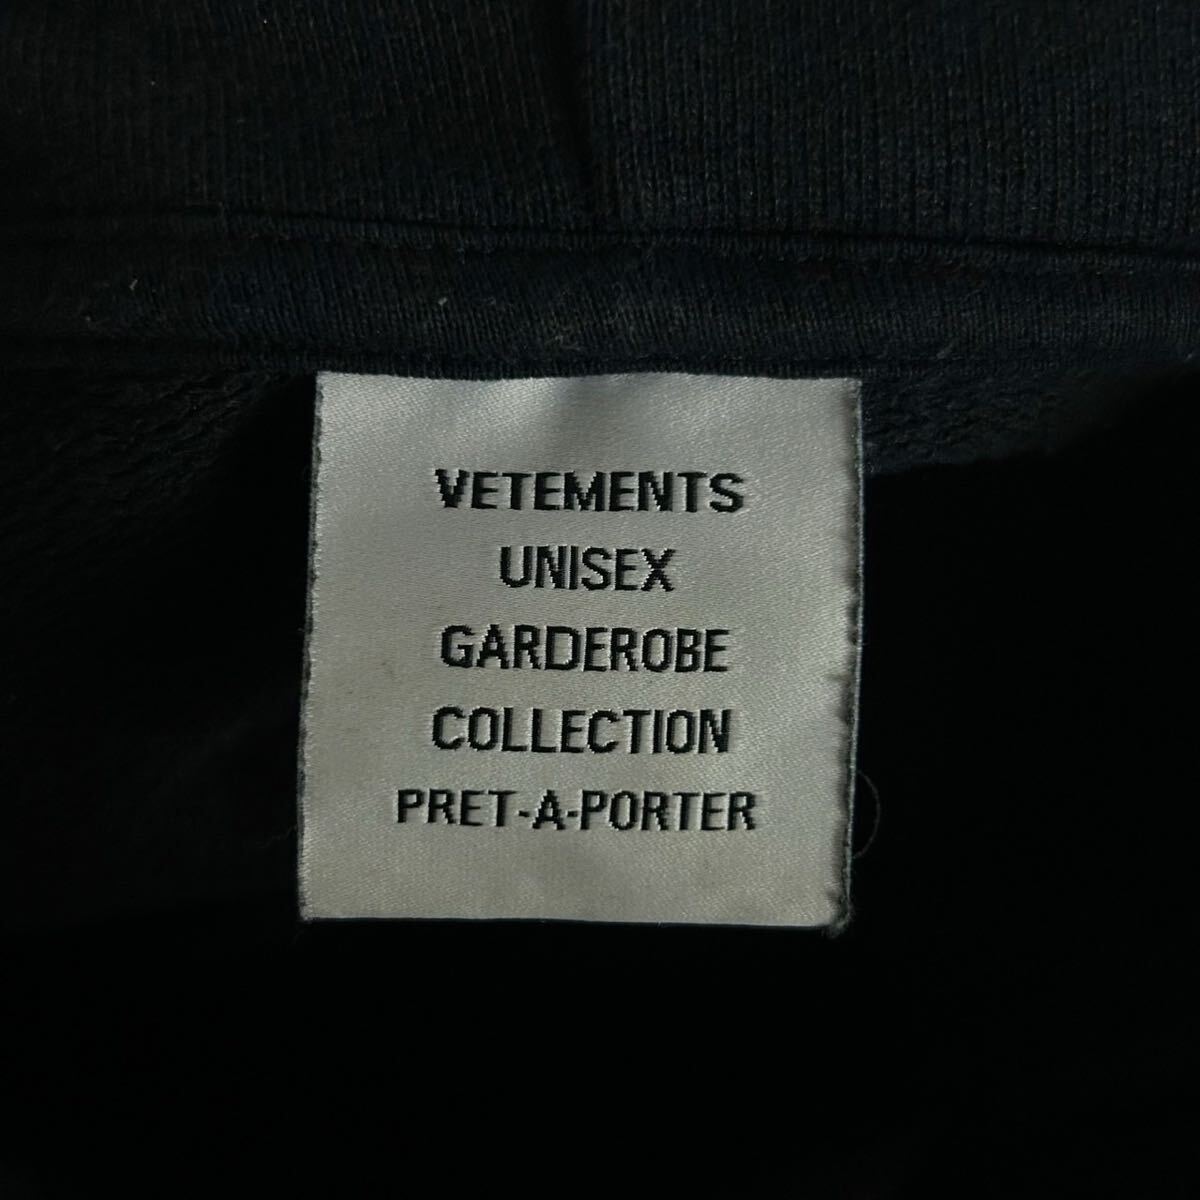 VETEMENTS
UNISEX
GARDEROBE
COLLECTION
PRET-A-PORTER